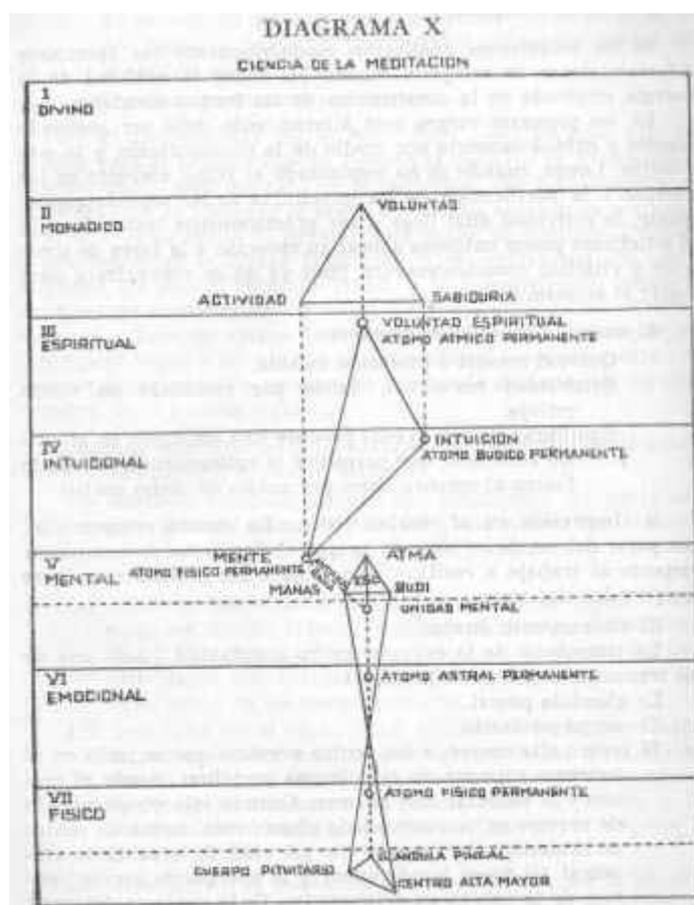 DIAGRAMA X
CIENCIA DE LA MEDITACION
I
DIVINO
II
MONADICO
VOLUNTAD
ACTIVIDAD
SABIDURIA
III
ESPIRITUAL
VOLUNTAD ESPIRITUAL
ATOMO ATMICO PERMANENTE
IV
INTUICIONAL
INTUICIÓN
ATOMO BUDICO PERMANENTE
V
MENTAL
MENTE
ATOMO FISICO PERMANENTE
MANAS
ATMA
EGO
BUDI
UNIDAD MENTAL
VI
EMOCIONAL
ATOMO ASTRAL PERMANENTE
VII
FISICO
ATOMO FISICO PERMANENTE
GLANDULA PINEAL
CUERPO PITUITARIO
CENTRO ALTA MAYOR